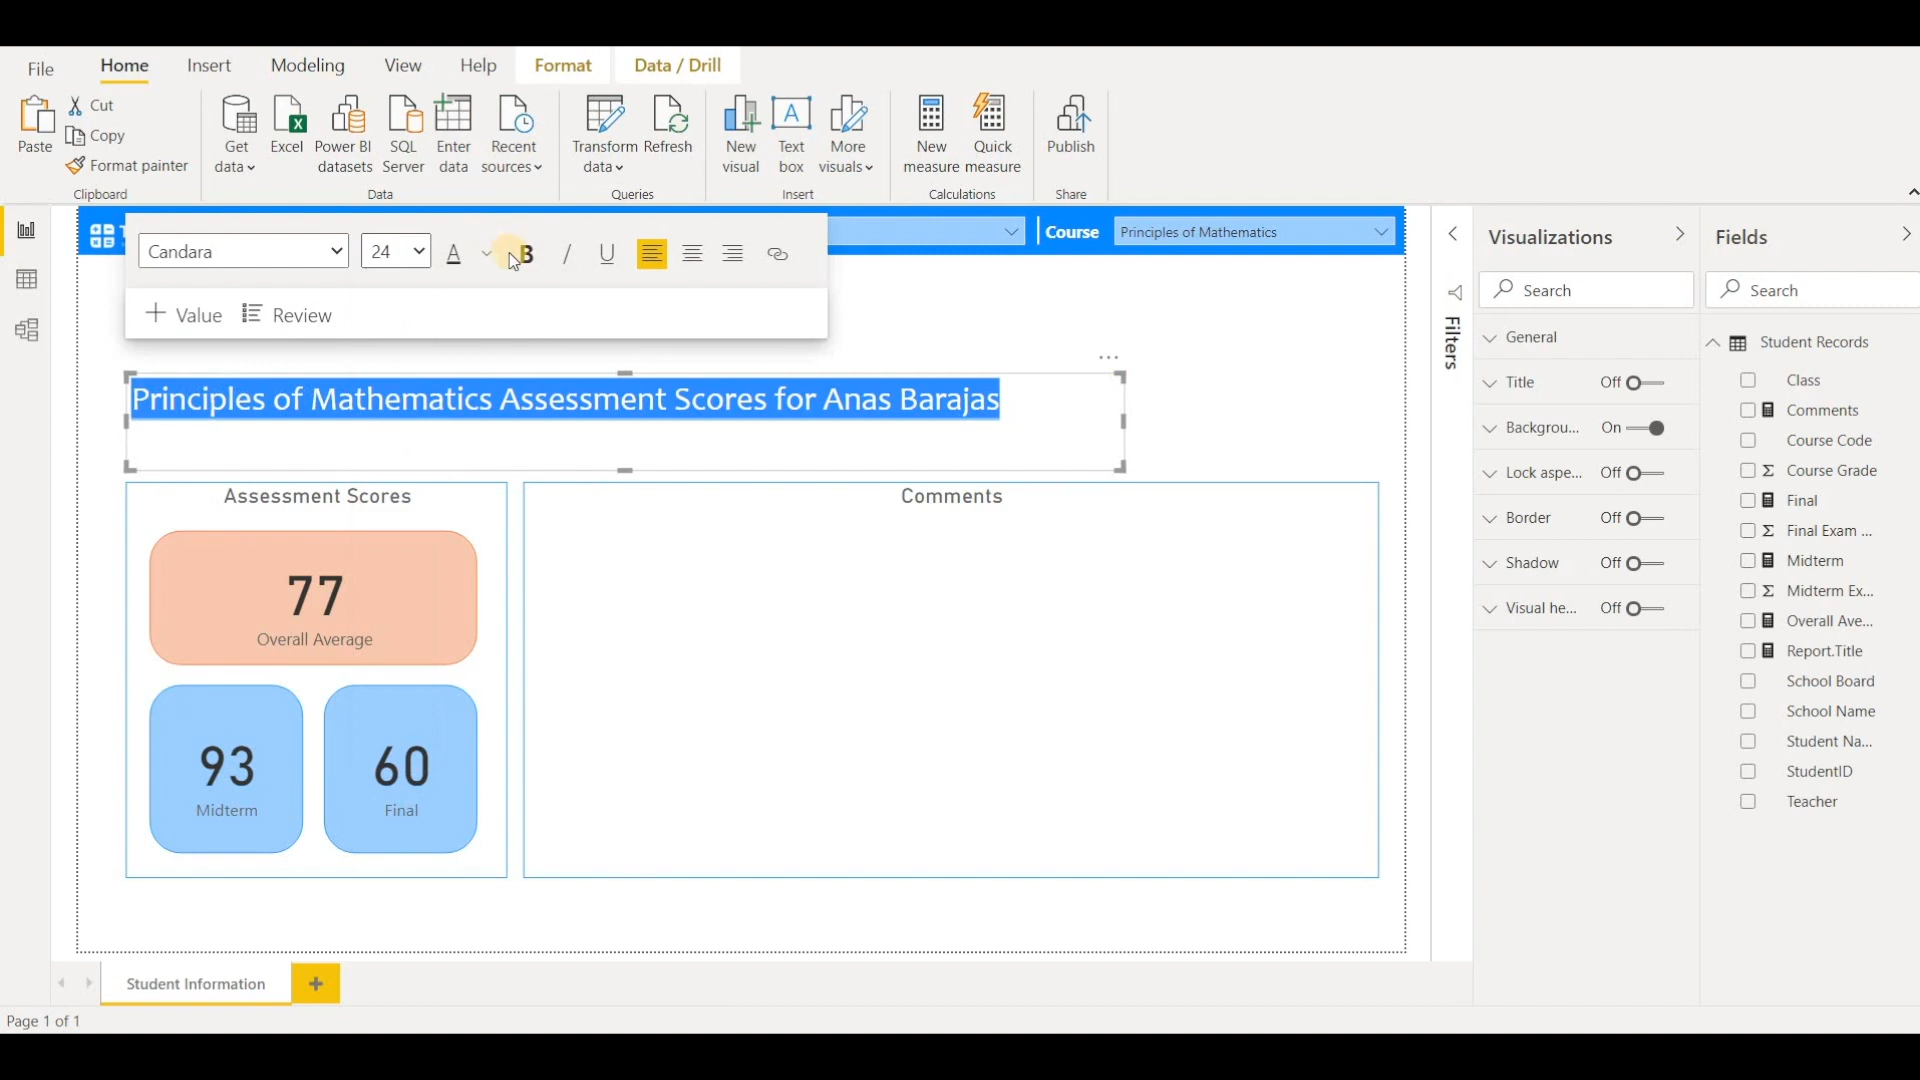 File Home Insert Modeling View Help Format Data / Drill
Paste
Cut
Copy
Format painter
Clipboard
Get data
Excel
Power BI datasets
SQL Server
Enter data
Recent sources
Data
Transform data
Refresh
Queries
New visual
Text box
More visuals
Insert
New measure
Quick measure
Calculations
Publish
Share
Course Principles of Mathematics
Candara 24 A B / U
Value Review
Principles of Mathematics Assessment Scores for Anas Barajas
Assessment Scores
77
Overall Average
93
Midterm
60
Final
Comments
Filters
Visualizations
Search
General
Title Off
Backgrou... On
Lock aspe... Off
Border Off
Shadow Off
Visual he... Off
Fields
Search
Student Records
Class
Comments
Course Code
Σ Course Grade
Final
Σ Final Exam ...
Midterm
Σ Midterm Ex...
Overall Ave...
Report.Title
School Board
School Name
Student Na...
StudentID
Teacher
Student Information +
Page 1 of 1